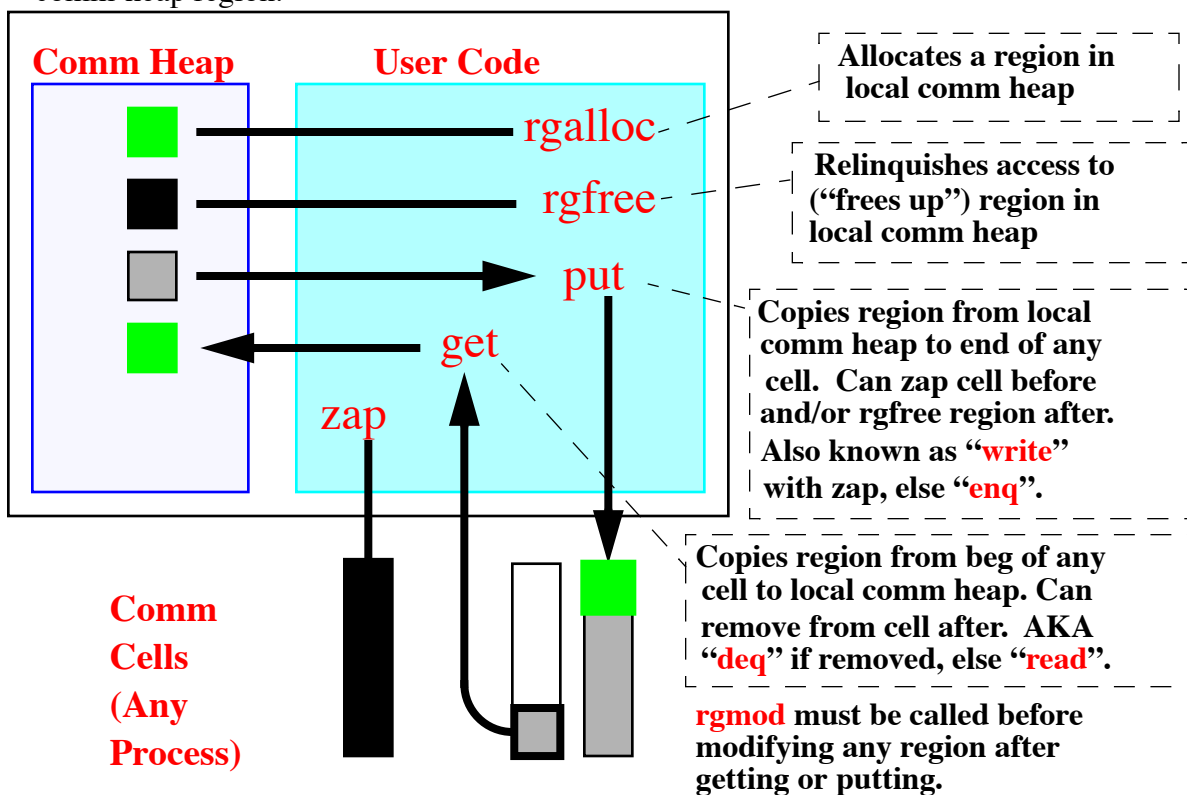 comm heap region.
Comm Heap
User Code
rgalloc
rgfree
put
get
zap
Allocates a region in
local comm heap
Relinquishes access to
(“frees up”) region in
local comm heap
Copies region from local
comm heap to end of any
cell. Can zap cell before
and/or rgfree region after.
Also known as “write”
with zap, else “enq”.
Copies region from beg of any
cell to local comm heap. Can
remove from cell after. AKA
“deq” if removed, else “read”.
rgmod must be called before
modifying any region after
getting or putting.
Comm
Cells
(Any
Process)